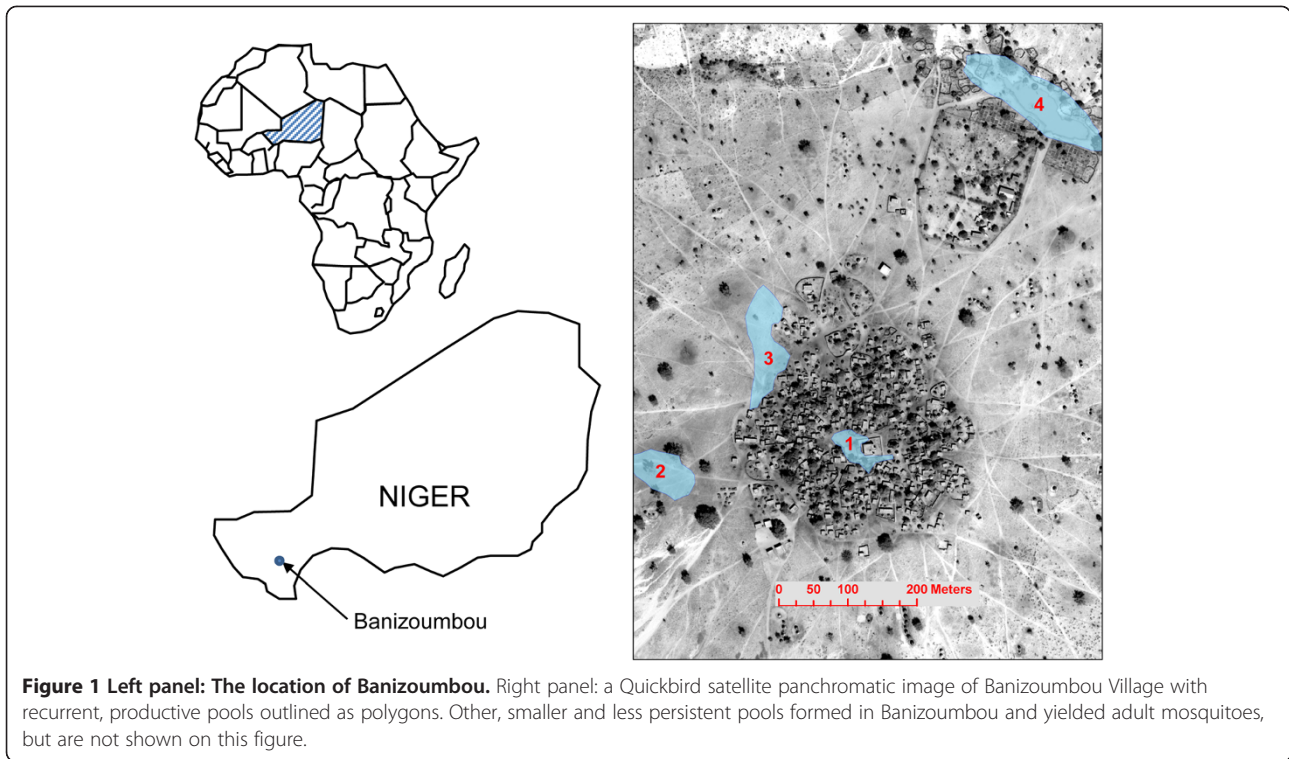 NIGER
Banizoumbou
4
3
1
2
0 50 100 200 Meters
Figure 1 Left panel: The location of Banizoumbou. Right panel: a Quickbird satellite panchromatic image of Banizoumbou Village with
recurrent, productive pools outlined as polygons. Other, smaller and less persistent pools formed in Banizoumbou and yielded adult mosquitoes,
but are not shown on this figure.